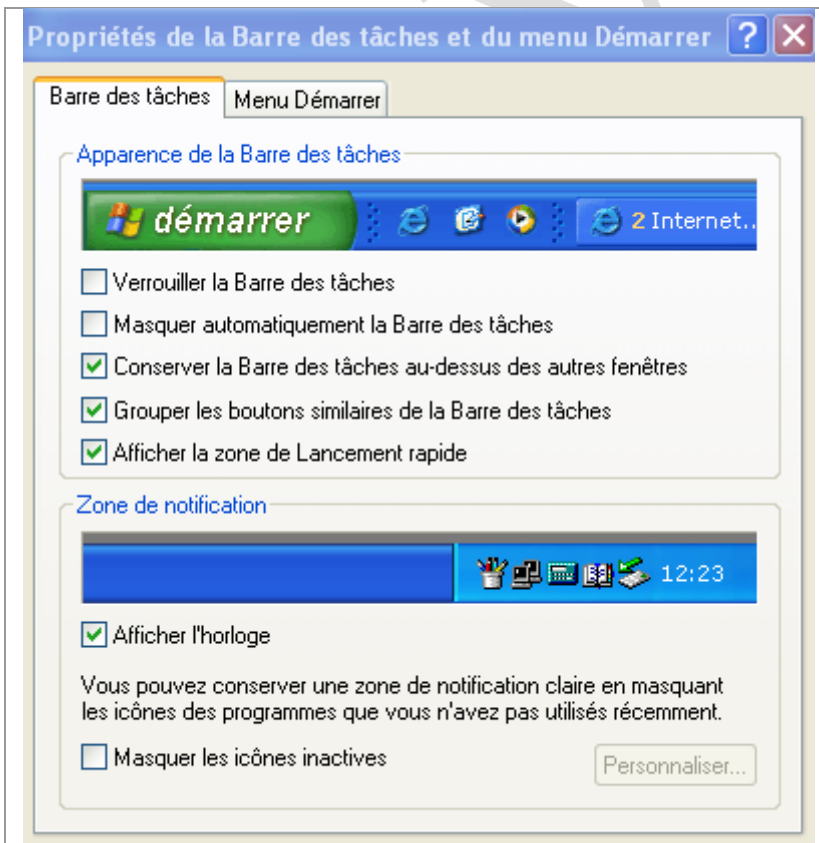 Propriétés de la Barre des tâches et du menu Démarrer
Barre des tâches
Menu Démarrer
Apparence de la Barre des tâches
démarrer
2 Internet..
Verrouiller la Barre des tâches
Masquer automatiquement la Barre des tâches
Conserver la Barre des tâches au-dessus des autres fenêtres
Grouper les boutons similaires de la Barre des tâches
Afficher la zone de Lancement rapide
Zone de notification
12:23
Afficher l'horloge
Vous pouvez conserver une zone de notification claire en masquant
les icônes des programmes que vous n'avez pas utilisés récemment.
Masquer les icônes inactives
Personnaliser...